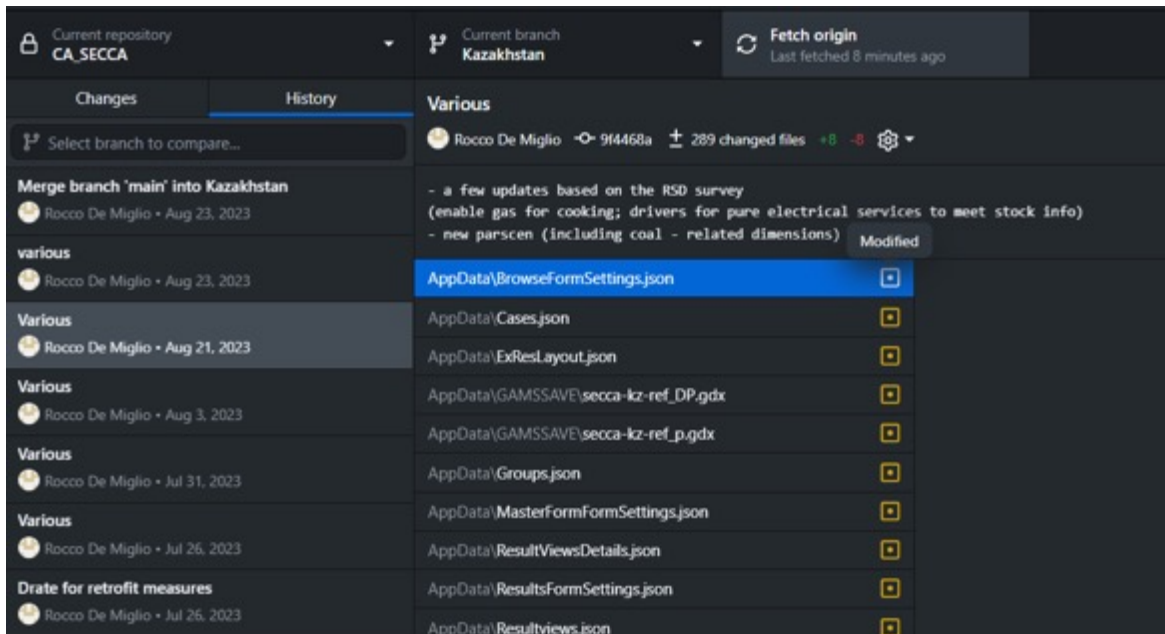 Current repository
CA_SECCA
Current branch
Kazakhstan
Fetch origin
Last fetched 8 minutes ago
Changes
History
Select branch to compare...
Merge branch 'main' into Kazakhstan
Rocco De Miglio • Aug 23, 2023
various
Rocco De Miglio • Aug 23, 2023
Various
Rocco De Miglio • Aug 21, 2023
Various
Rocco De Miglio • Aug 3, 2023
Various
Rocco De Miglio • Jul 31, 2023
Various
Rocco De Miglio • Jul 26, 2023
Drate for retrofit measures
Rocco De Miglio • Jul 26, 2023
Various
Rocco De Miglio 9f4468a 289 changed files +8 -8
- a few updates based on the RSD survey
(enable gas for cooking; drivers for pure electrical services to meet stock info)
- new parscen (including coal - related dimensions)
Modified
AppData\BrowseFormSettings.json
AppData\Cases.json
AppData\ExResLayout.json
AppData\GAMSSAVE\secca-kz-ref_DP.gdx
AppData\GAMSSAVE\secca-kz-ref_p.gdx
AppData\Groups.json
AppData\MasterFormFormSettings.json
AppData\ResultViewsDetails.json
AppData\ResultsFormSettings.json
AppData\Resultviews.json